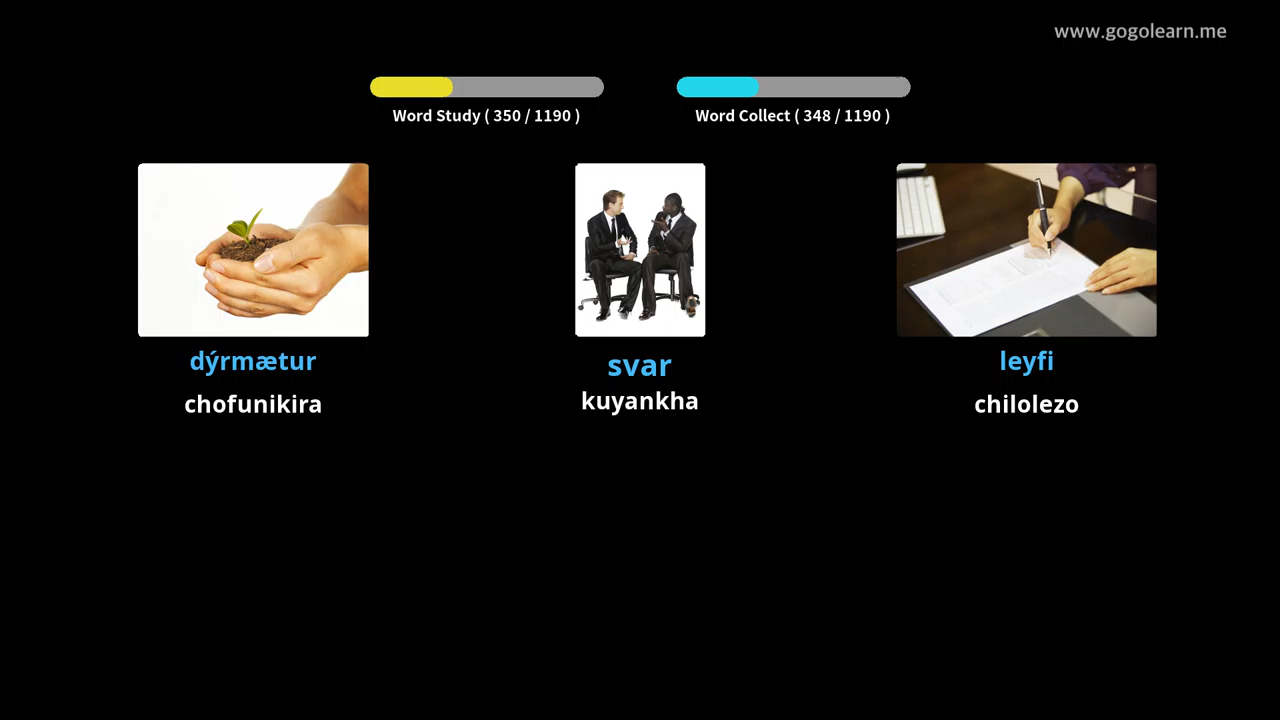 www.gogolearn.me
Word Study ( 350 / 1190 )
Word Collect ( 348 / 1190 )
dýrmætur
chofunikira
svar
kuyankha
leyfi
chilolezo